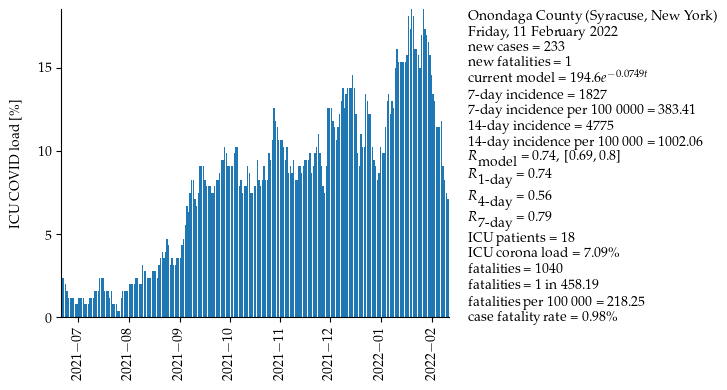 Onondaga County (Syracuse, New York)
Friday, 11 February 2022
new cases = 233
new fatalities = 1
current model = 194.6e^{−0.0749t}
7-day incidence = 1827
7-day incidence per 100 0000 = 383.41
14-day incidence = 4775
14-day incidence per 100 000 = 1002.06
R_model = 0.74, [0.69, 0.8]
R_1-day = 0.74
R_4-day = 0.56
R_7-day = 0.79
ICU patients = 18
ICU corona load = 7.09%
fatalities = 1040
fatalities = 1 in 458.19
fatalities per 100 000 = 218.25
case fatality rate = 0.98%
ICU COVID load [%]
15
10
5
0
2021−07
2021−08
2021−09
2021−10
2021−11
2021−12
2022−01
2022−02